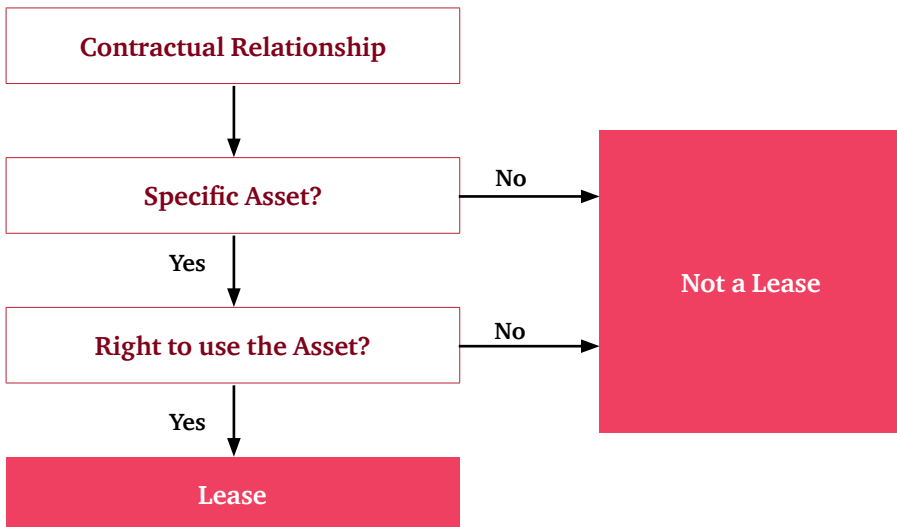 Contractual Relationship
Specific Asset?
No
Yes
Not a Lease
Right to use the Asset?
No
Yes
Lease